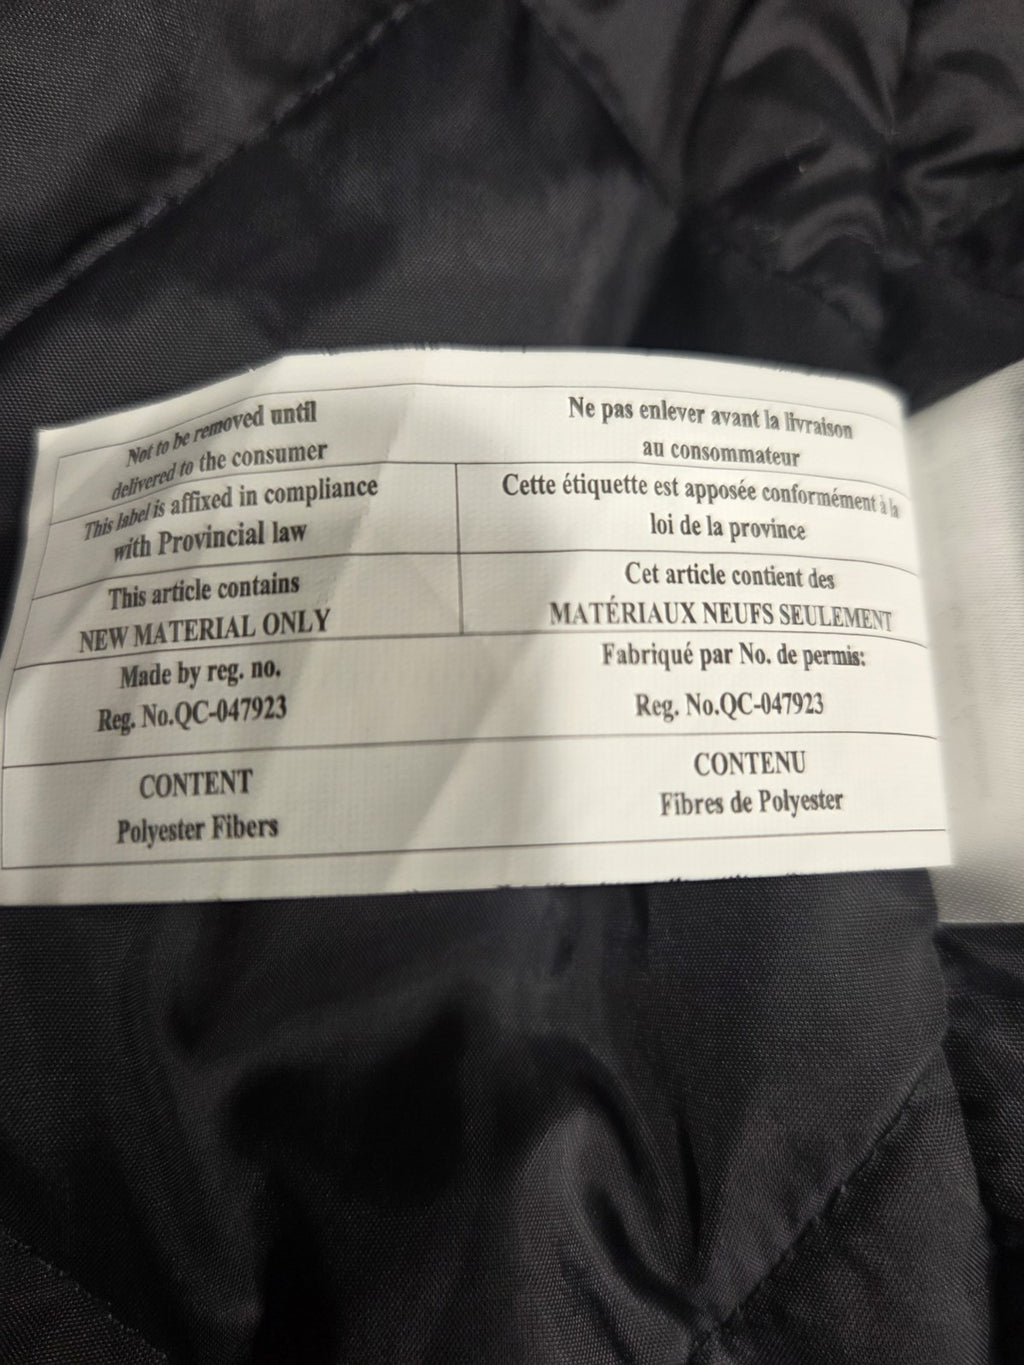 Not to be removed until
delivered to the consumer
This label is affixed in compliance
with Provincial law
This article contains
NEW MATERIAL ONLY
Made by reg. no.
Reg. No.QC-047923
CONTENT
Polyester Fibers
Ne pas enlever avant la livraison
au consommateur
Cette étiquette est apposée conformément à la
loi de la province
Cet article contient des
MATÉRIAUX NEUFS SEULEMENT
Fabriqué par No. de permis:
Reg. No.QC-047923
CONTENU
Fibres de Polyester